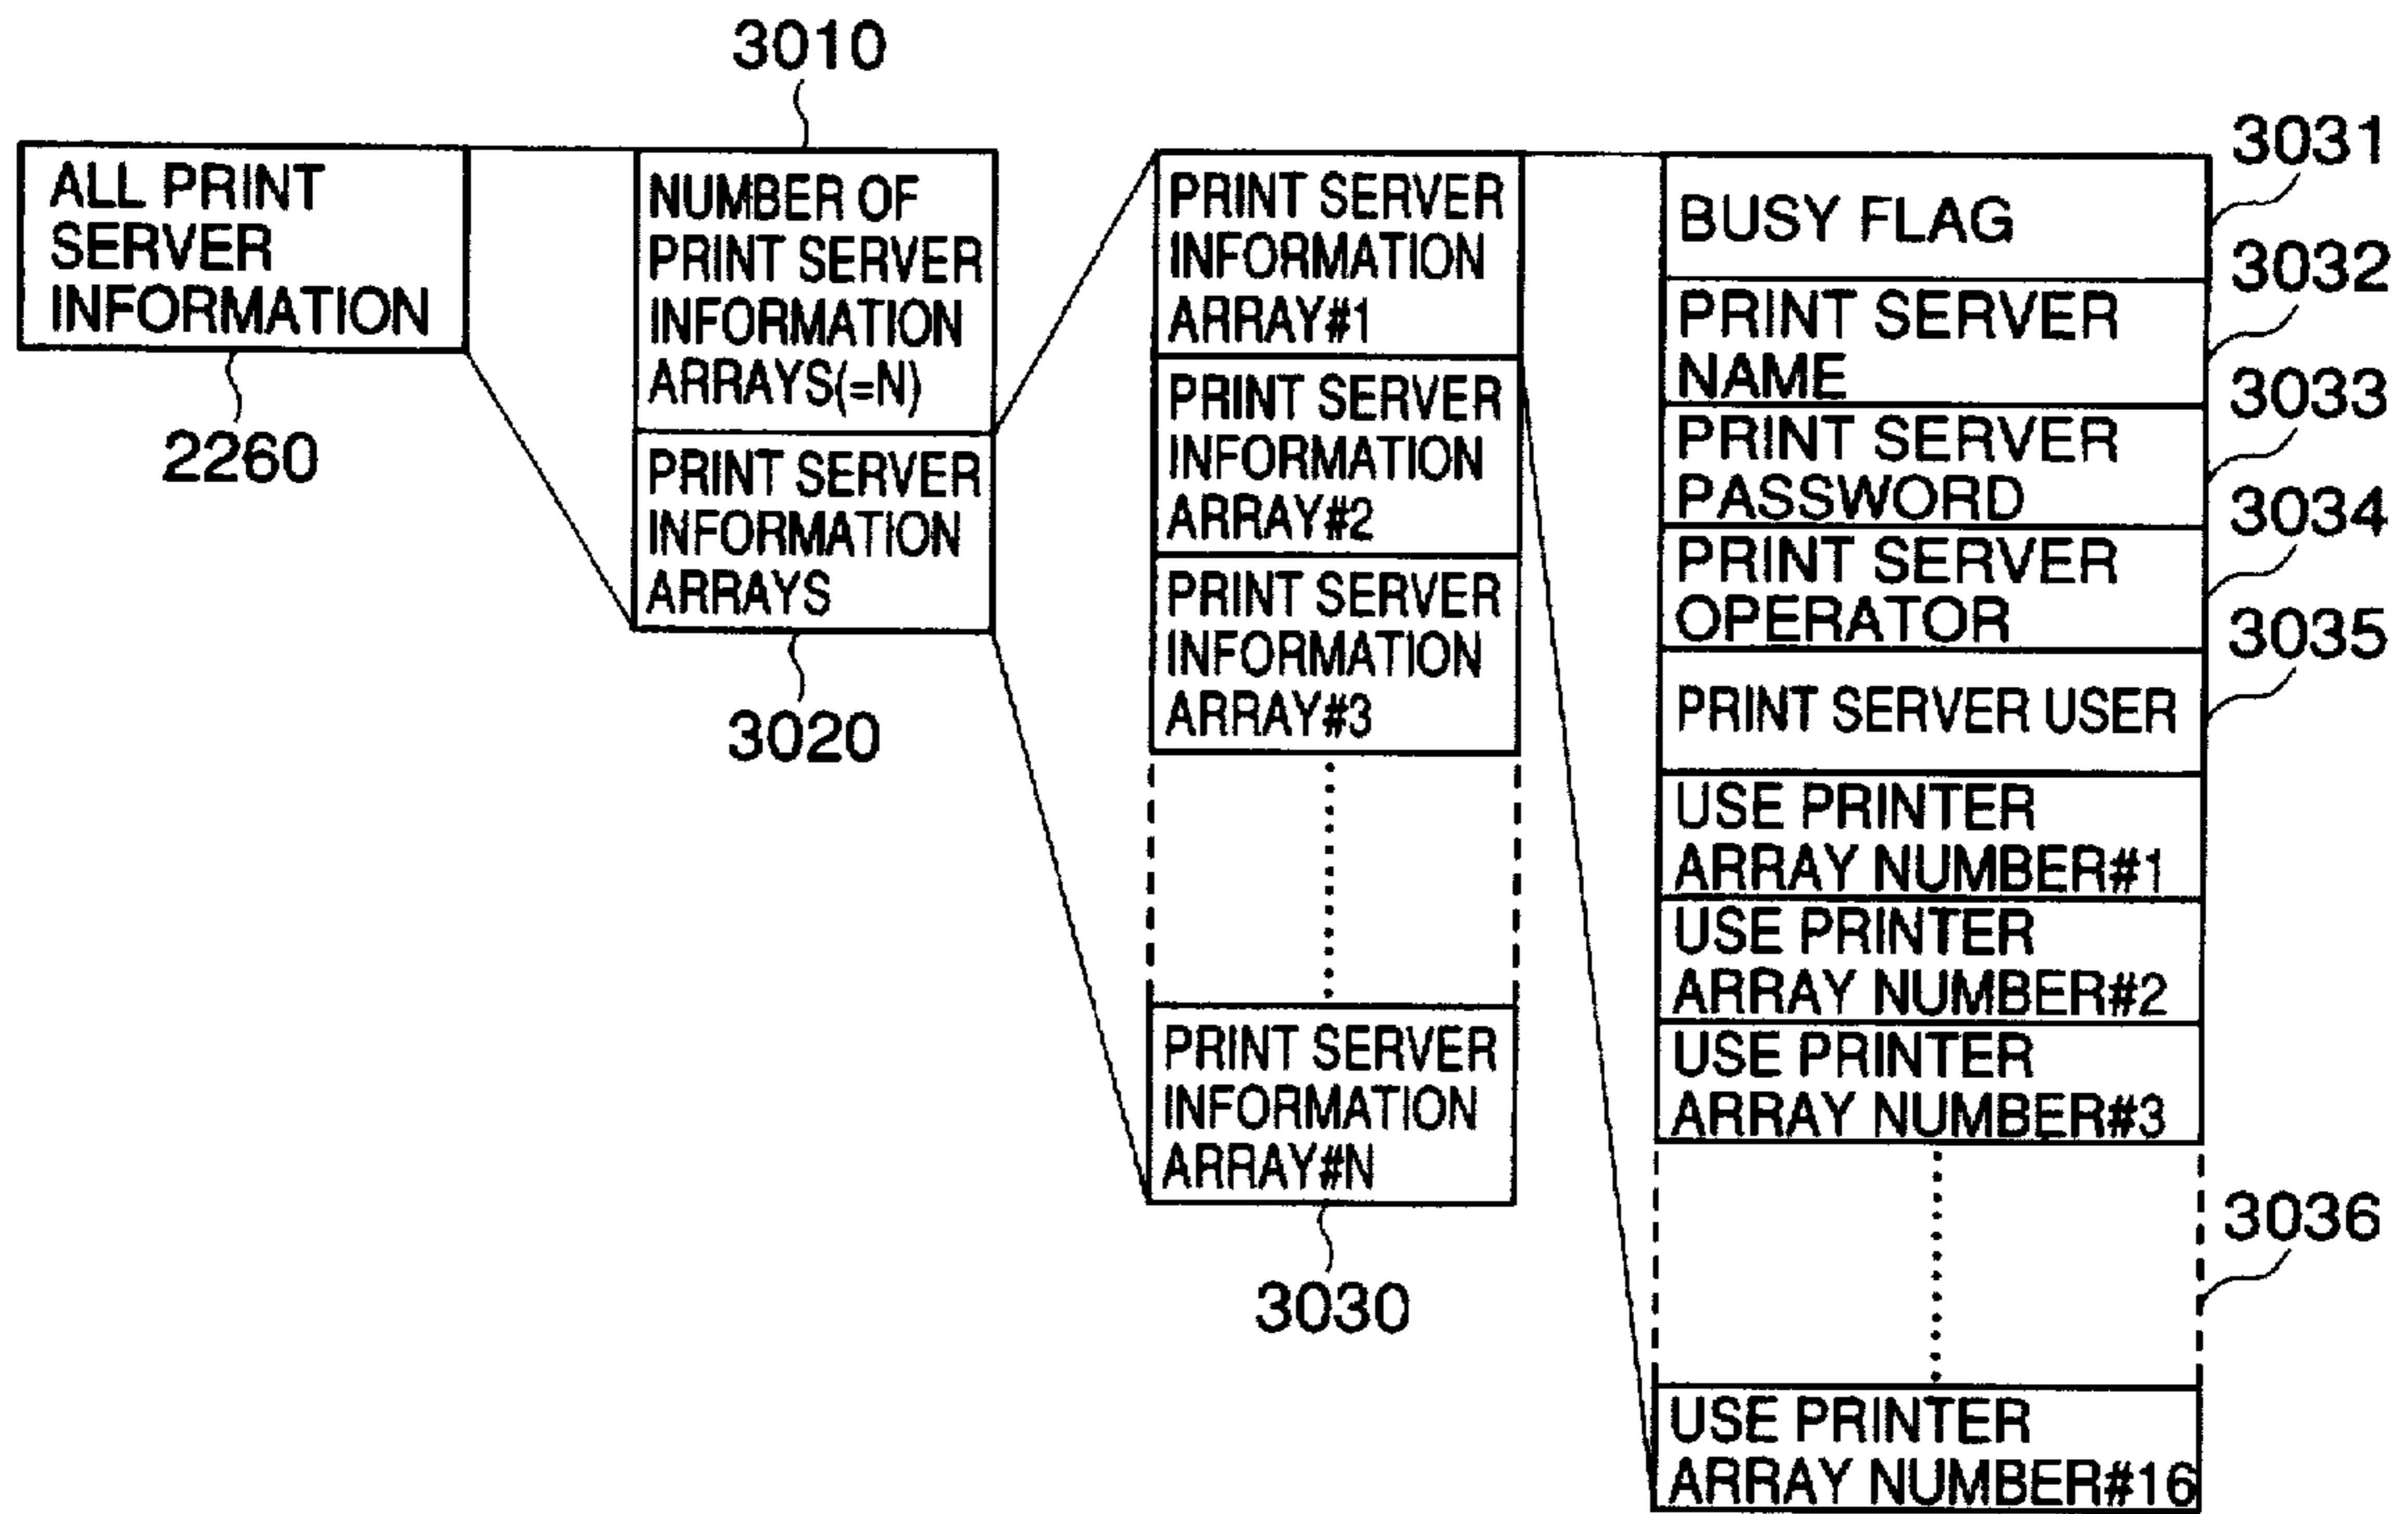 3010
ALL PRINT
SERVER
INFORMATION
2260
NUMBER OF
PRINT SERVER
INFORMATION
ARRAYS(=N)
PRINT SERVER
INFORMATION
ARRAYS
3020
PRINT SERVER
INFORMATION
ARRAY#1
PRINT SERVER
INFORMATION
ARRAY#2
PRINT SERVER
INFORMATION
ARRAY#3
PRINT SERVER
INFORMATION
ARRAY#N
3030
BUSY FLAG
3031
PRINT SERVER
NAME
3032
PRINT SERVER
PASSWORD
3033
PRINT SERVER
OPERATOR
3034
PRINT SERVER USER
3035
USE PRINTER
ARRAY NUMBER#1
USE PRINTER
ARRAY NUMBER#2
USE PRINTER
ARRAY NUMBER#3
3036
USE PRINTER
ARRAY NUMBER#16